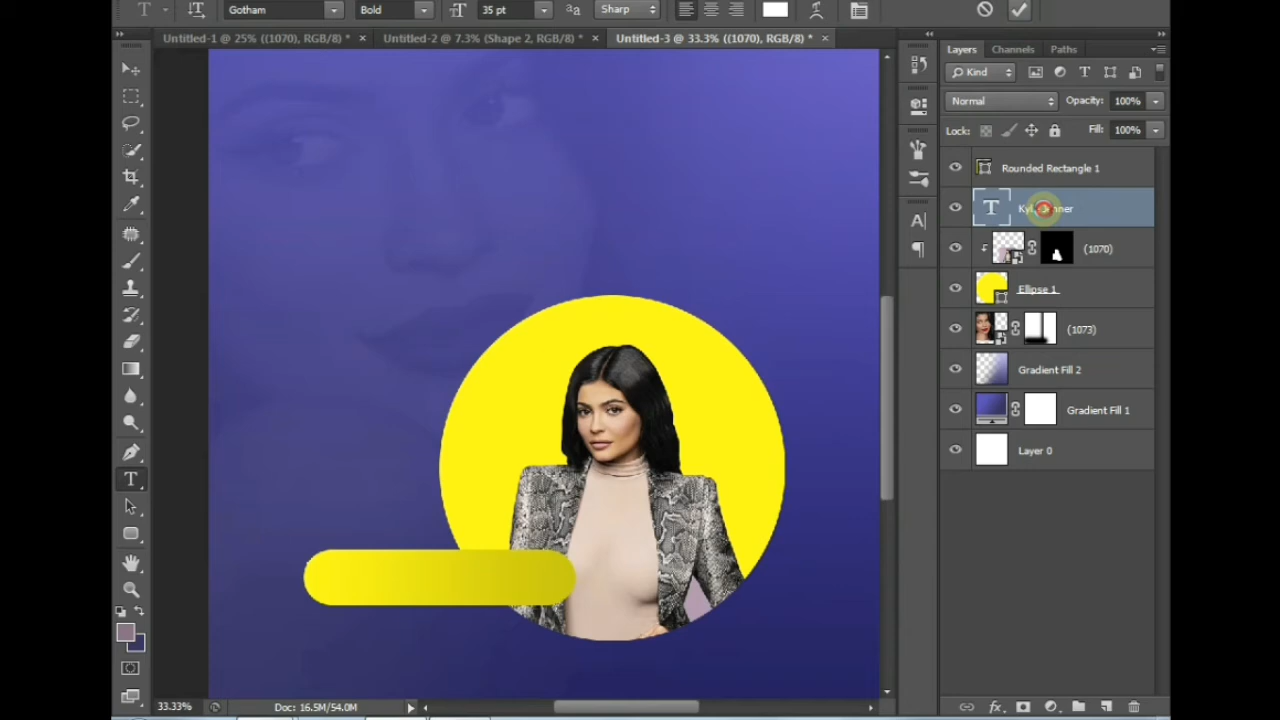 T Gotham Bold 35 pt aa Sharp
Untitled-1 @ 25% ((1070), RGB/8) * × Untitled-2 @ 7.3% (Shape 2, RGB/8) * × Untitled-3 @ 33.3% ((1070), RGB/8) * ×
Layers Channels Paths
Kind
Normal Opacity: 100%
Lock: Fill: 100%
Rounded Rectangle 1
(1070)
Ellipse 1
(1073)
Gradient Fill 2
Gradient Fill 1
Layer 0
33.33% Doc: 16.5M/54.0M